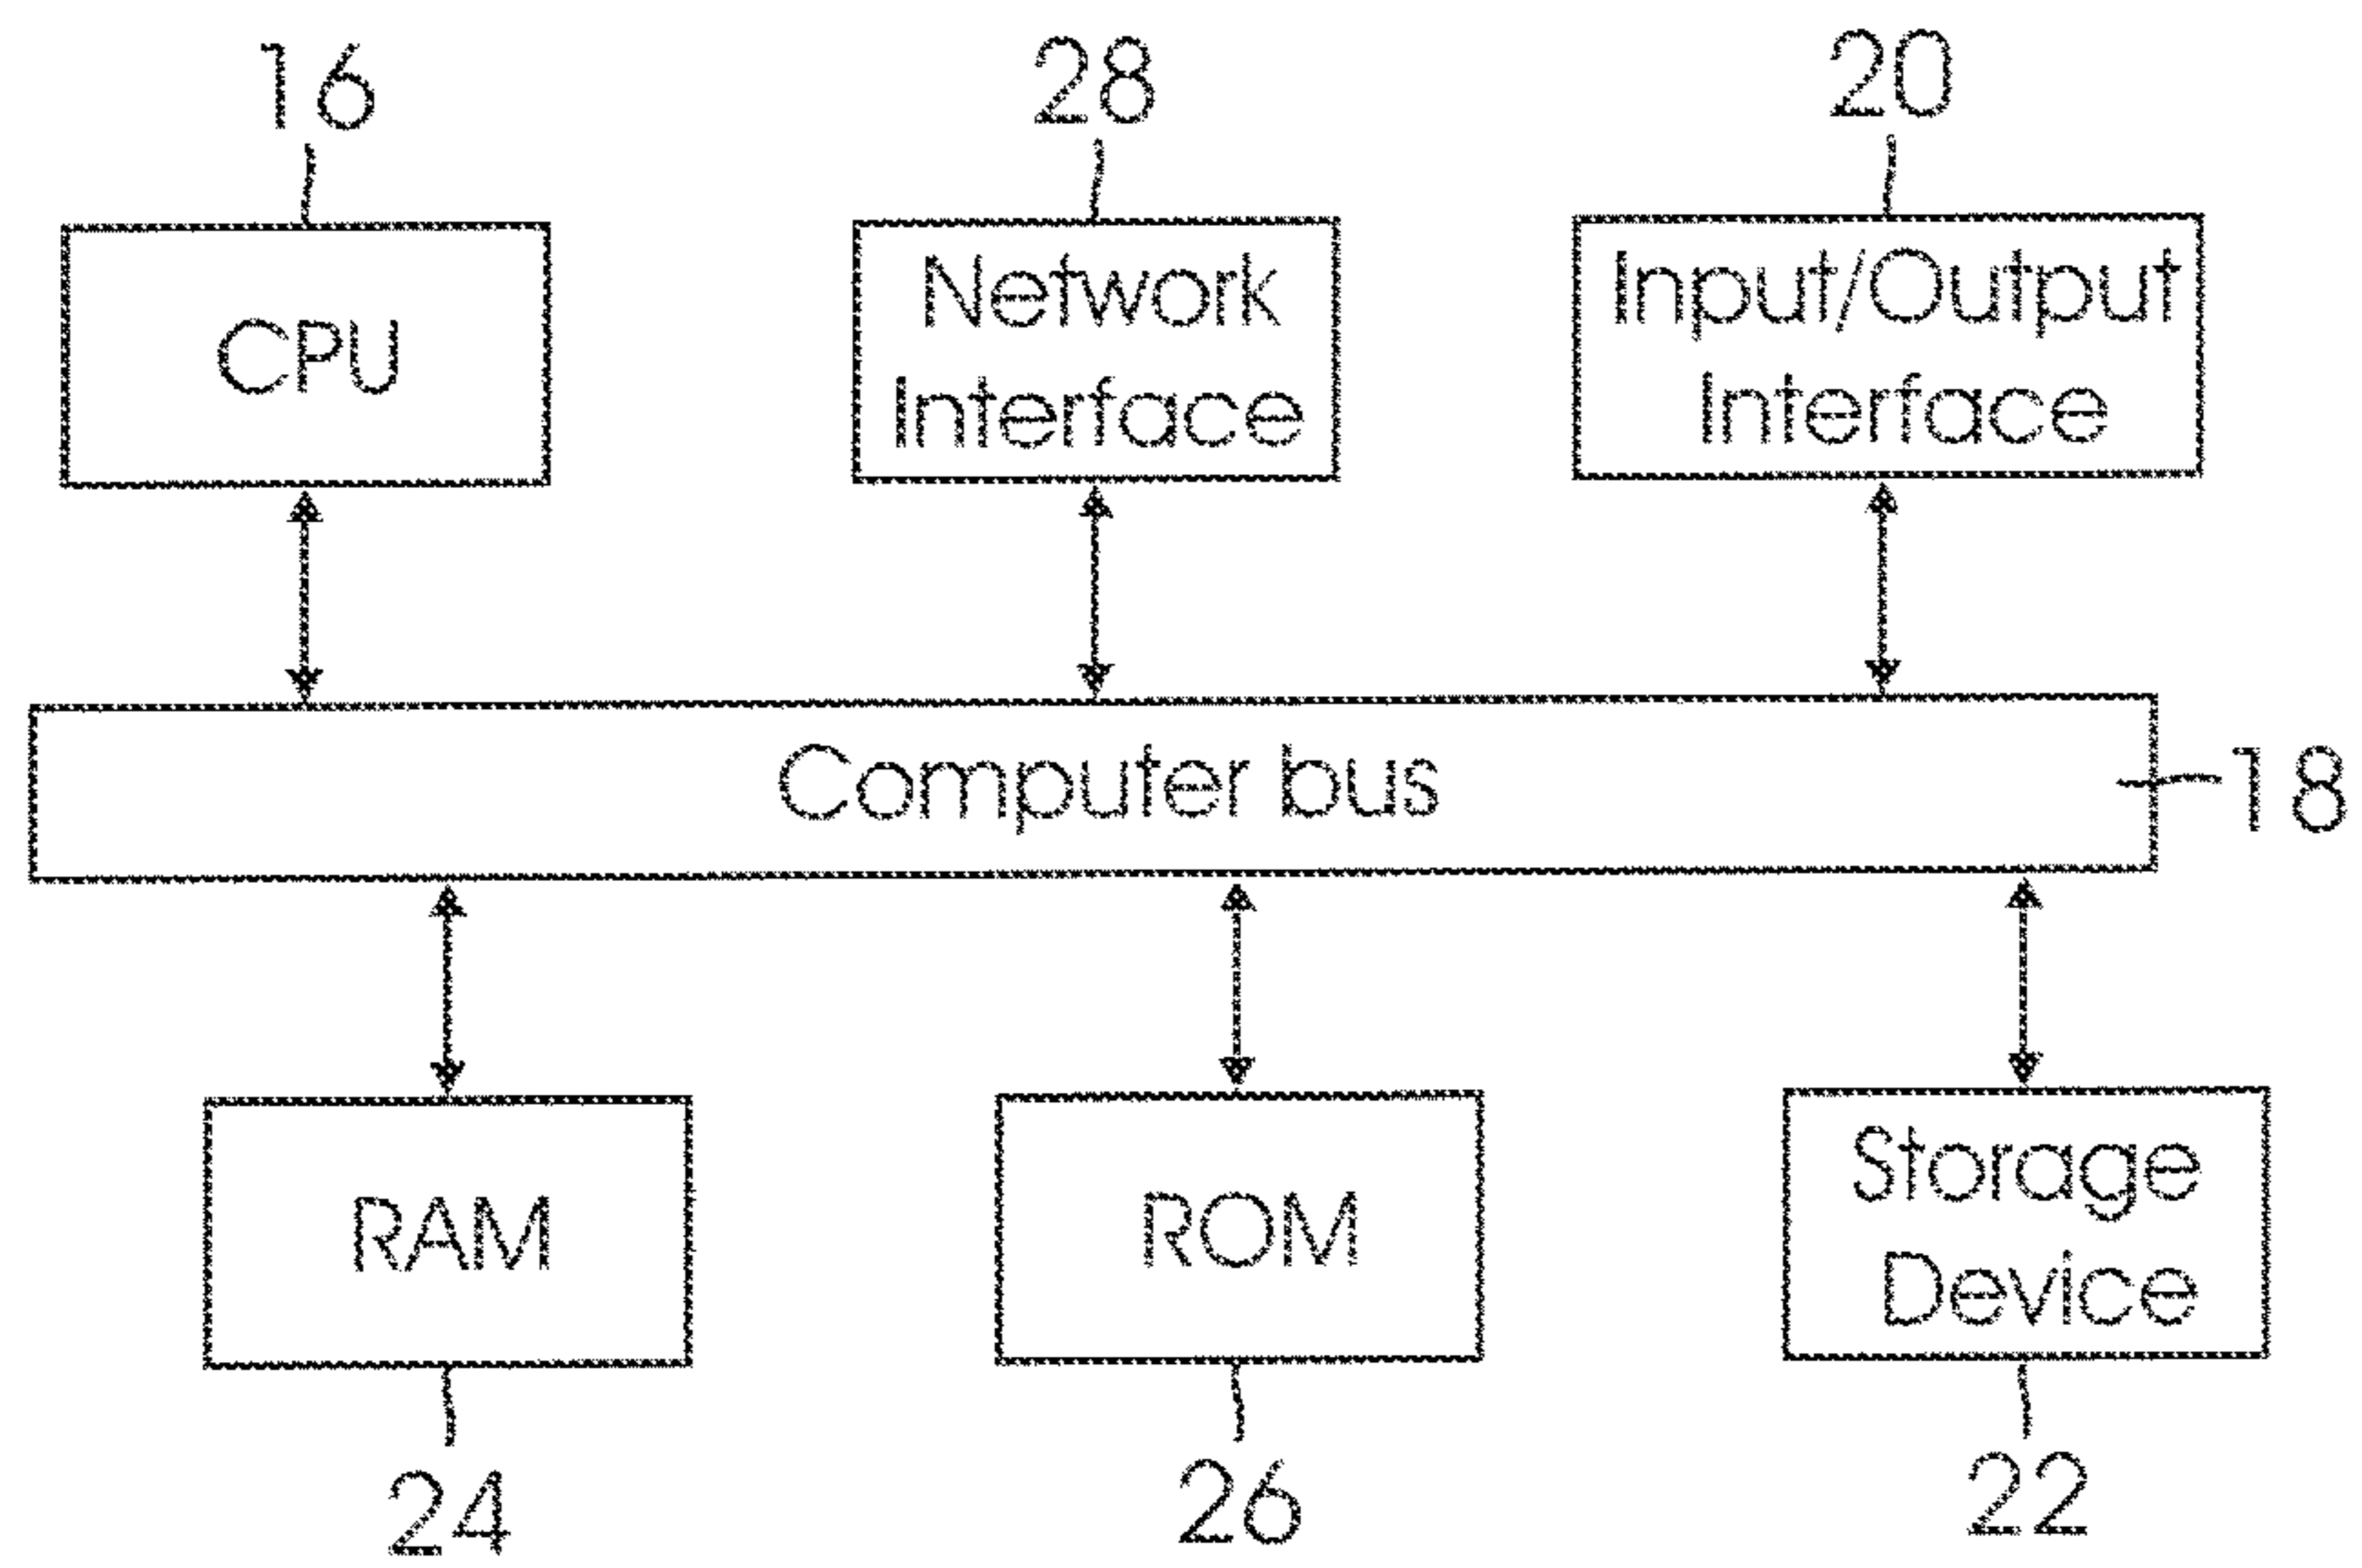 16
28
20
CPU
Network
Interface
Input/Output
Interface
Computer bus
18
RAM
ROM
Storage
Device
24
26
22